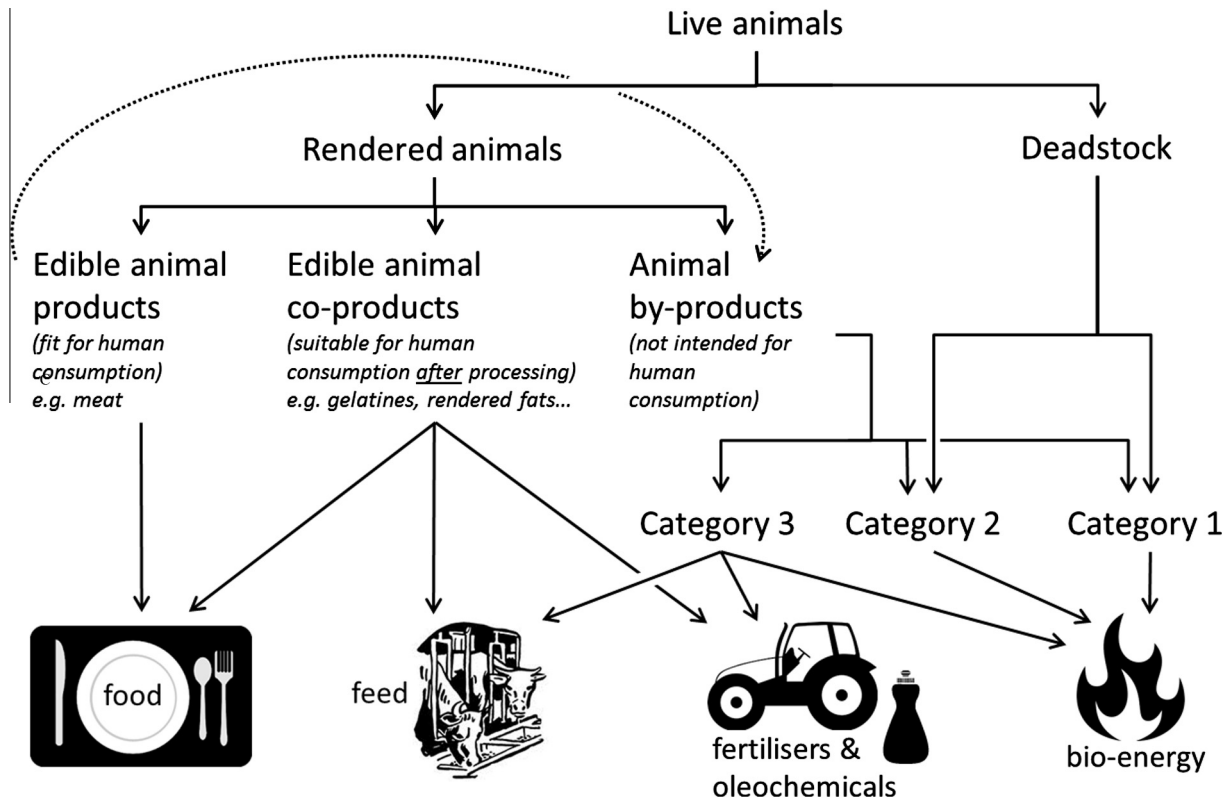 Live animals
Rendered animals
Deadstock
Edible animal
products
(fit for human
consumption)
e.g. meat
Edible animal
co-products
(suitable for human
consumption after processing)
e.g. gelatines, rendered fats...
Animal
by-products
(not intended for
human
consumption)
Category 3
Category 2
Category 1
food
feed
fertilisers &
oleochemicals
bio-energy